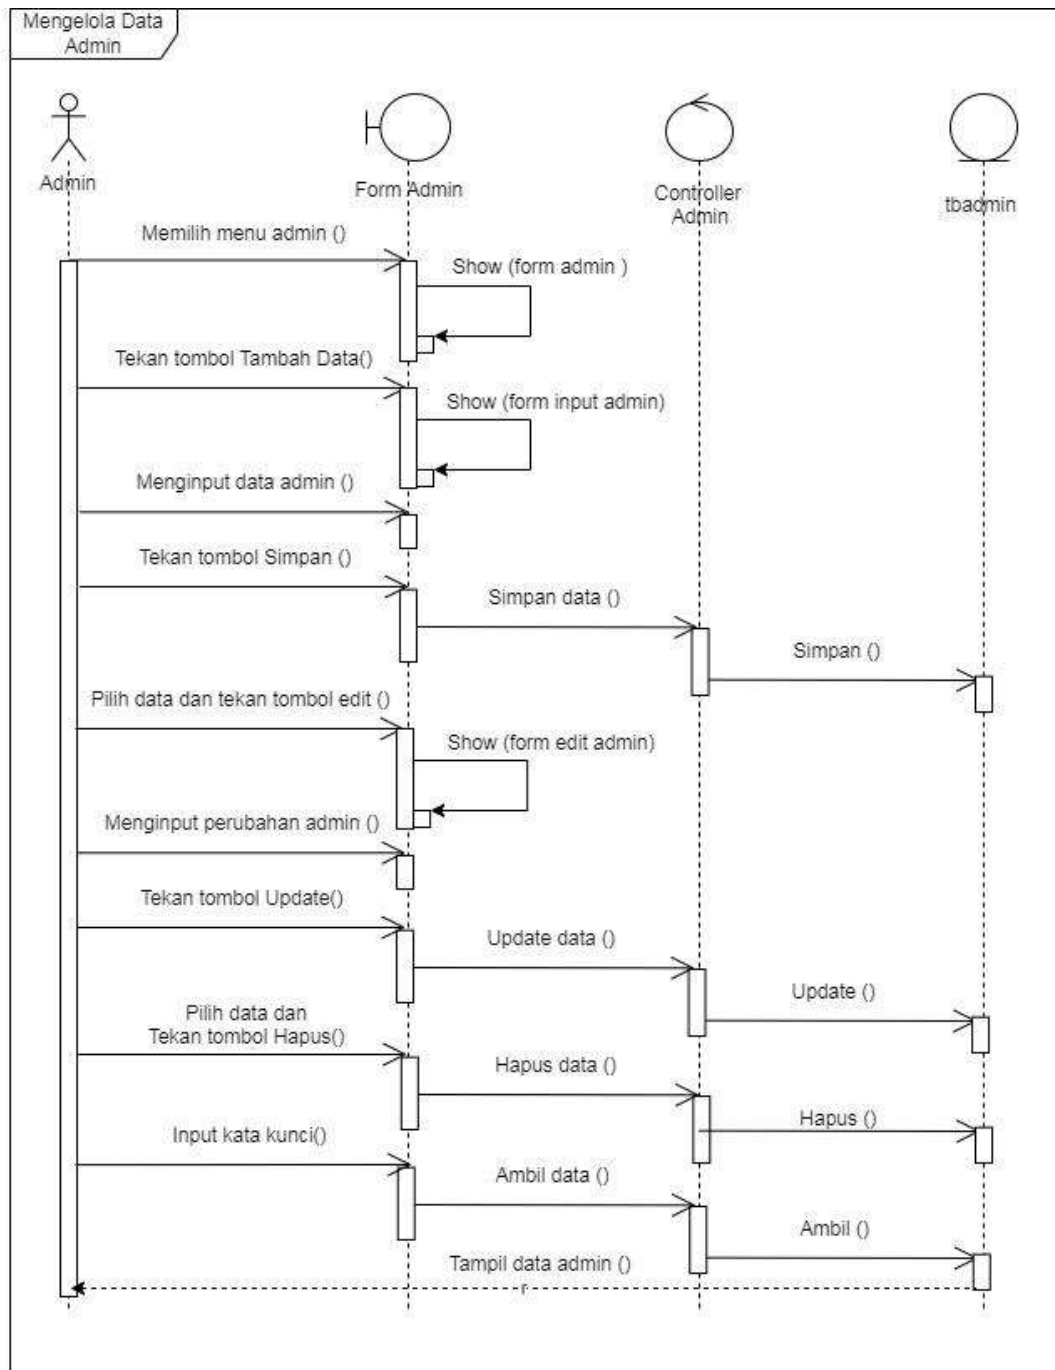 Mengelola Data
Admin
Admin
Form Admin
Controller
Admin
tbadmin
Memilih menu admin ()
Show (form admin )
Tekan tombol Tambah Data()
Show (form input admin)
Menginput data admin ()
Tekan tombol Simpan ()
Simpan data ()
Simpan ()
Pilih data dan tekan tombol edit ()
Show (form edit admin)
Menginput perubahan admin ()
Tekan tombol Update()
Update data ()
Update ()
Pilih data dan
Tekan tombol Hapus()
Hapus data ()
Hapus ()
Input kata kunci()
Ambil data ()
Ambil ()
Tampil data admin ()
r